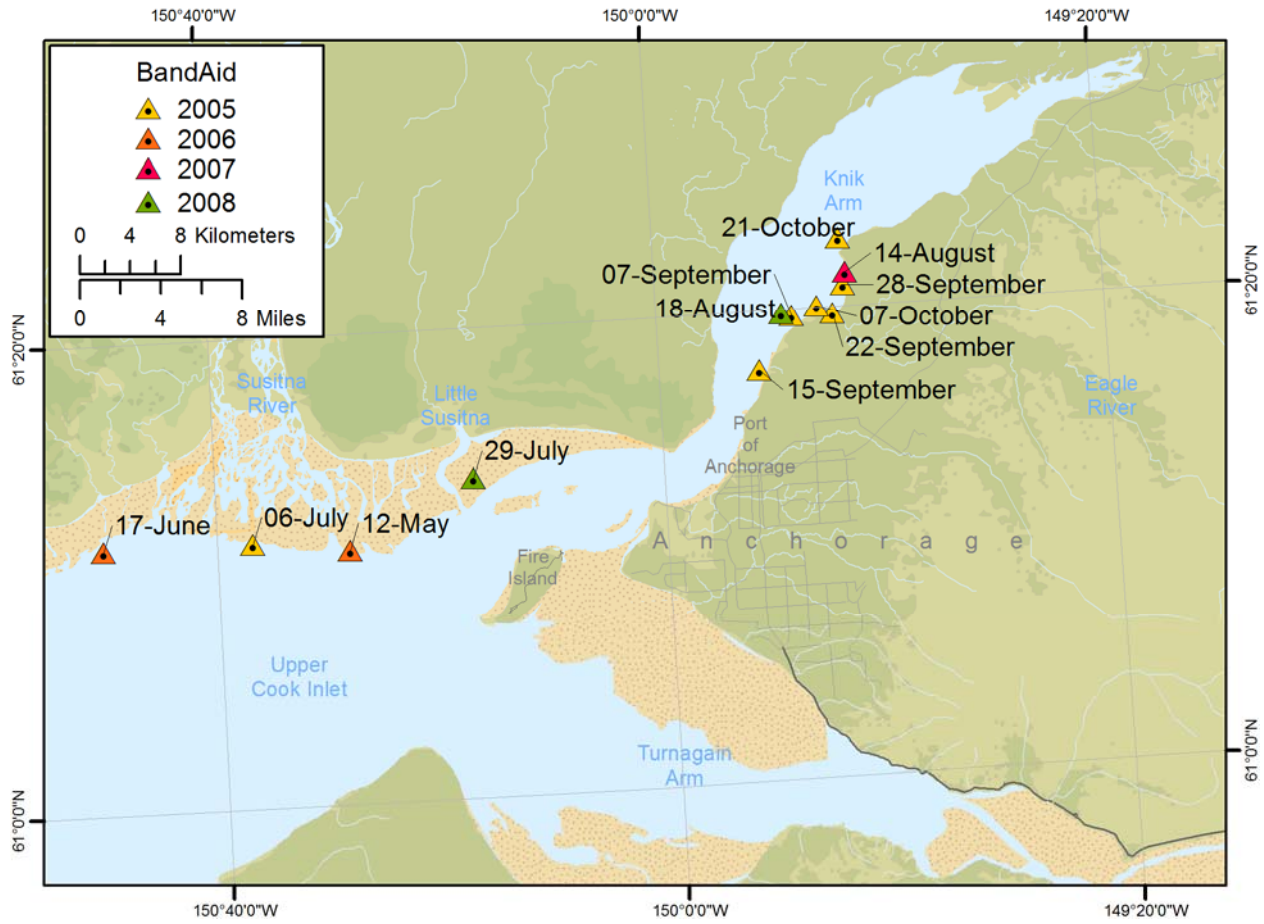 150°40'0"W
150°0'0"W
149°20'0"W
BandAid
2005
2006
2007
2008
0 4 8 Kilometers
0 4 8 Miles
Knik
Arm
21-October
14-August
07-September
28-September
18-August
07-October
22-September
15-September
61°20'0"N
61°20'0"N
Susitna
River
Little
Susitna
Eagle
River
Port
of
Anchorage
29-July
17-June
06-July
12-May
Anchorage
Fire
Island
Upper
Cook Inlet
Turnagain
Arm
61°0'0"N
61°0'0"N
150°40'0"W
150°0'0"W
149°20'0"W